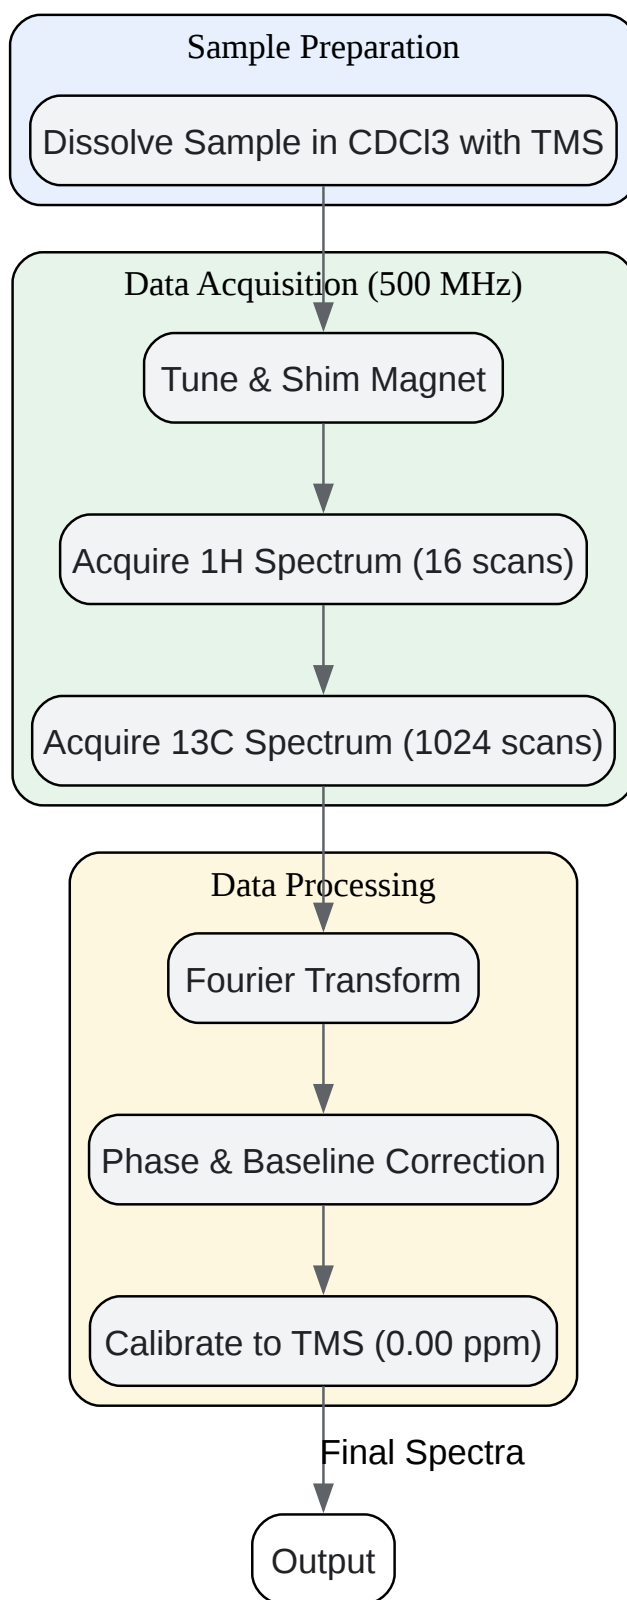 Sample Preparation
Dissolve Sample in CDCl3 with TMS
Data Acquisition (500 MHz)
Tune & Shim Magnet
Acquire 1H Spectrum (16 scans)
Acquire 13C Spectrum (1024 scans)
Data Processing
Fourier Transform
Phase & Baseline Correction
Calibrate to TMS (0.00 ppm)
Final Spectra
Output